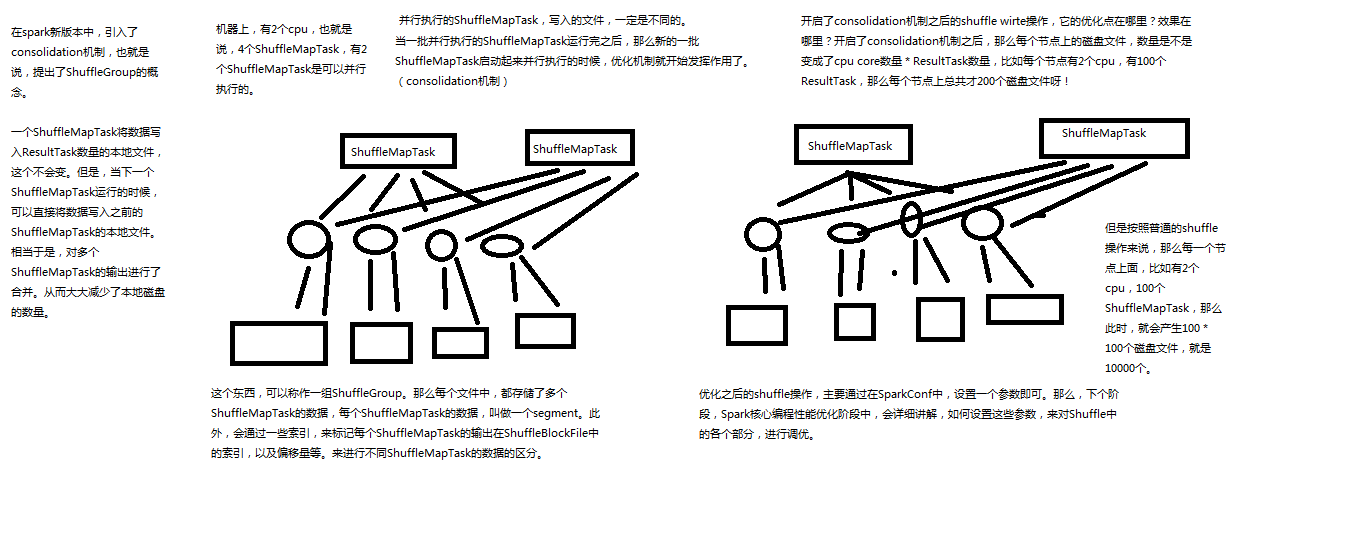 在spark新版本中，引入了
consolidation机制，也就是
说，提出了ShuffleGroup的概
念。
一个ShuffleMapTask将数据写
入ResultTask数量的本地文件，
这个不会变。但是，当下一个
ShuffleMapTask运行的时候，
可以直接将数据写入之前的
ShuffleMapTask的本地文件。
相当于是，对多个
ShuffleMapTask的输出进行了
合并。从而大大减少了本地磁盘
的数量。
机器上，有2个cpu，也就是
说，4个ShuffleMapTask，有2
个ShuffleMapTask是可以并行
执行的。
并行执行的ShuffleMapTask，写入的文件，一定是不同的。
当一批并行执行的ShuffleMapTask运行完之后，那么新的一批
ShuffleMapTask启动起来并行执行的时候，优化机制就开始发挥作用了。
（consolidation机制）
开启了consolidation机制之后的shuffle wirte操作，它的优化点在哪里？效果在
哪里？开启了consolidation机制之后，那么每个节点上的磁盘文件，数量是不是
变成了cpu core数量 * ResultTask数量，比如每个节点有2个cpu，有100个
ResultTask，那么每个节点上总共才200个磁盘文件呀！
ShuffleMapTask
ShuffleMapTask
ShuffleMapTask
ShuffleMapTask
但是按照普通的shuffle
操作来说，那么每一个节
点上面，比如有2个
cpu，100个
ShuffleMapTask，那么
此时，就会产生100 *
100个磁盘文件，就是
10000个。
这个东西，可以称作一组ShuffleGroup。那么每个文件中，都存储了多个
ShuffleMapTask的数据，每个ShuffleMapTask的数据，叫做一个segment。此
外，会通过一些索引，来标记每个ShuffleMapTask的输出在ShuffleBlockFile中
的索引，以及偏移量等。来进行不同ShuffleMapTask的数据的区分。
优化之后的shuffle操作，主要通过在SparkConf中，设置一个参数即可。那么，下个阶
段，Spark核心编程性能优化阶段中，会详细讲解，如何设置这些参数，来对Shuffle中
的各个部分，进行调优。